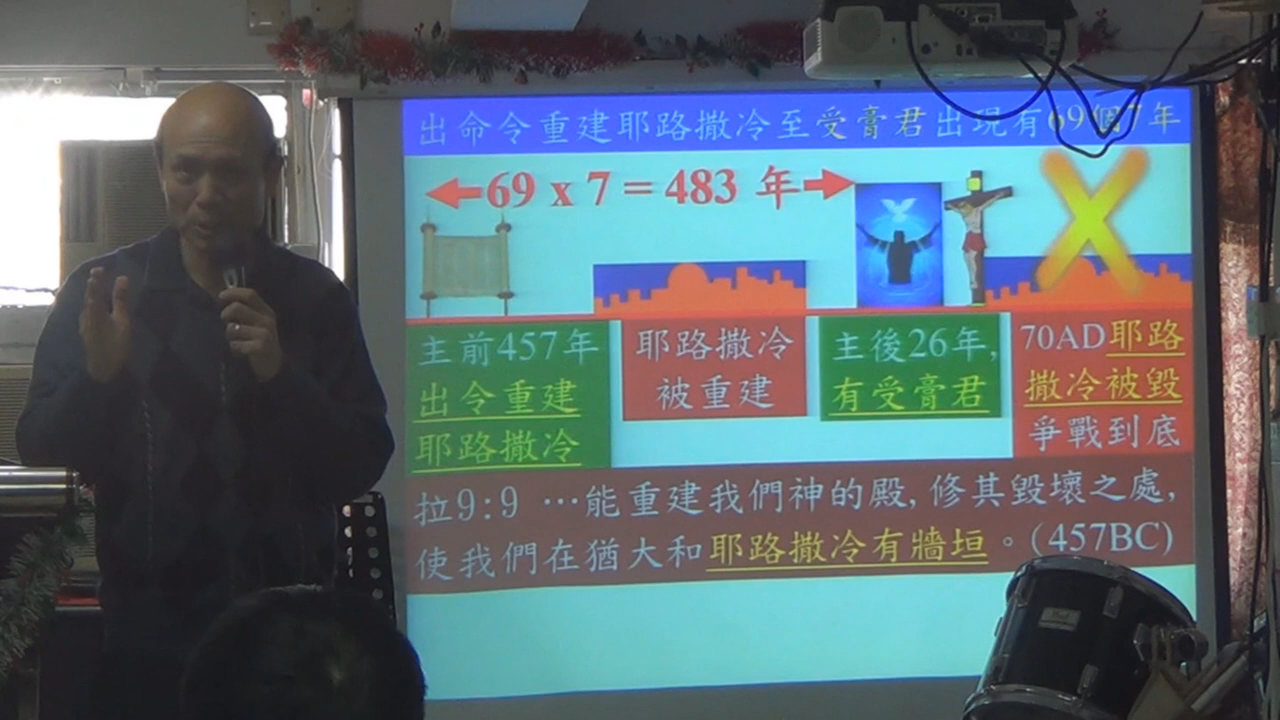 出命令重建耶路撒冷至受膏君出現有69個7年
69 x 7 = 483 年
主前457年
出令重建
耶路撒冷
耶路撒冷
被重建
主後26年,
有受膏君
70AD耶路
撒冷被毀
爭戰到底
拉9:9 …能重建我們神的殿, 修其毀壞之處,
使我們在猶大和耶路撒冷有牆垣。(457BC)